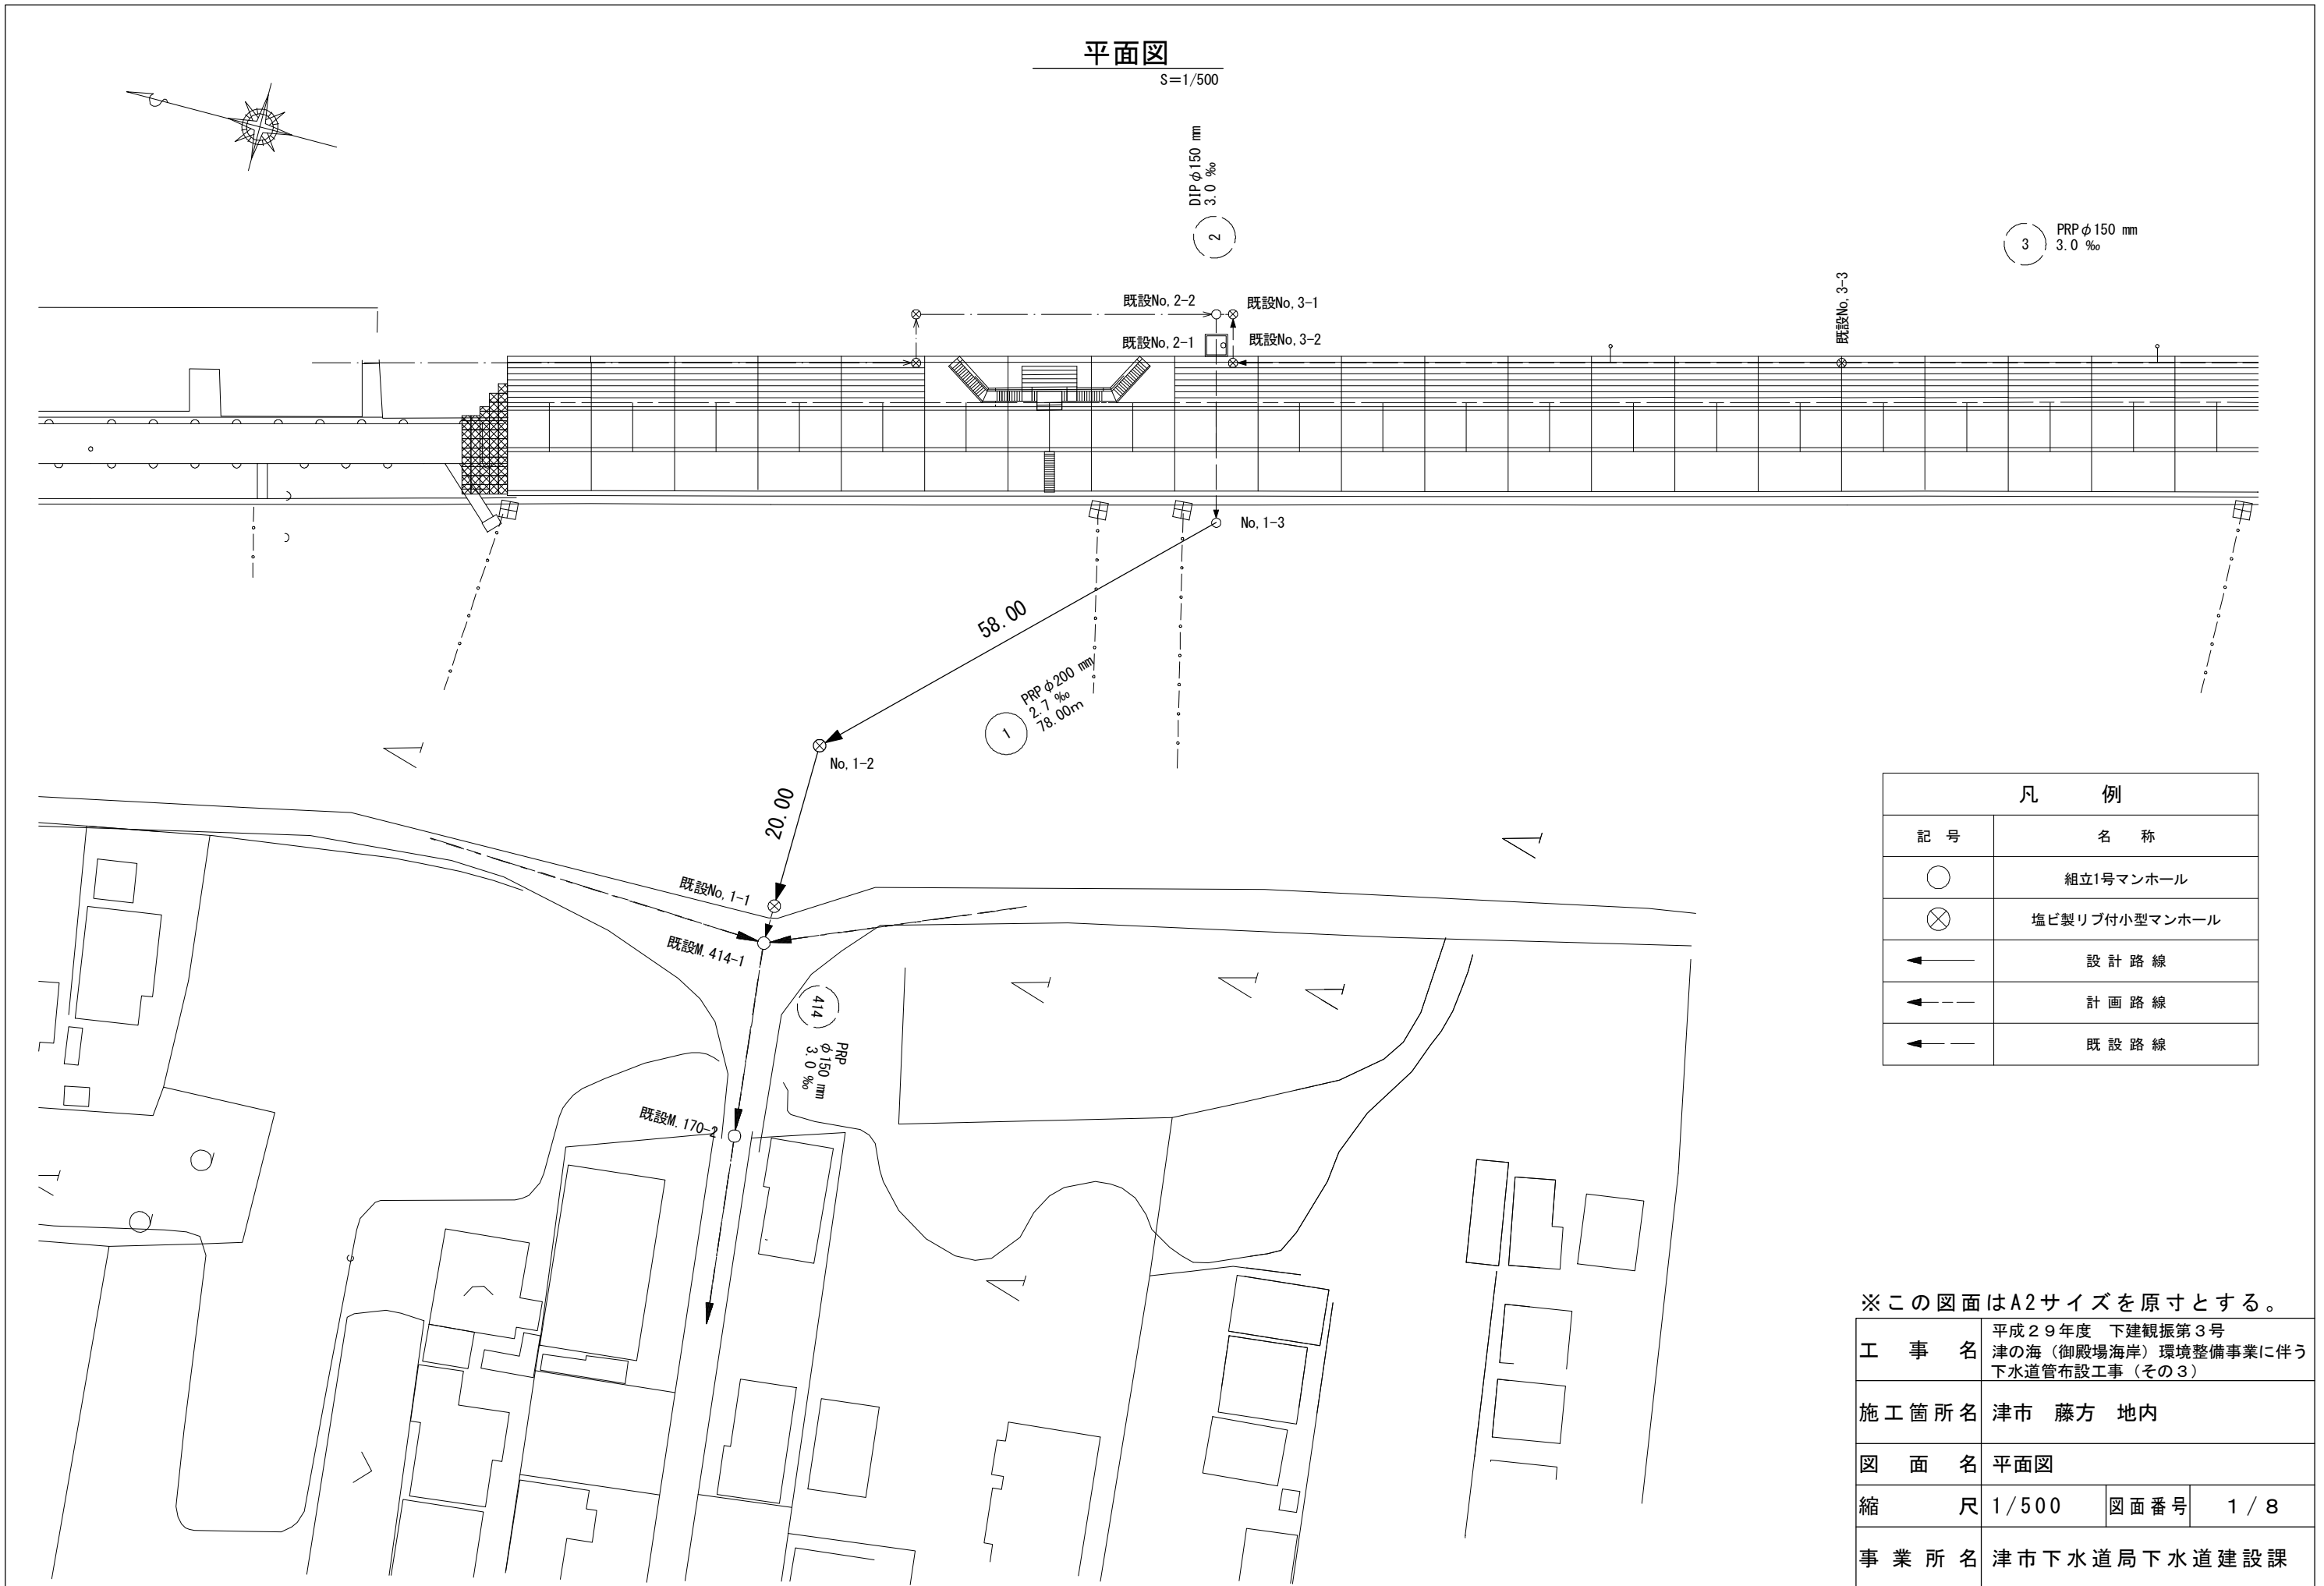 平面図
S=1/500
DIPφ150 mm
3.0 ‰
2
3
PRPφ150 mm
3.0 ‰
既設No,2-2
既設No,3-1
既設No,2-1
既設No,3-2
既設No,3-3
No,1-3
58.00
PRPφ200 mm
2.7 ‰
78.00m
1
No,1-2
20.00
既設No,1-1
既設M.414-1
414
PRP
φ150 mm
3.0 ‰
既設M.170-2
凡 例
記 号 名 称
組立1号マンホール
塩ビ製リブ付小型マンホール
設 計 路 線
計 画 路 線
既 設 路 線
※この図面はA2サイズを原寸とする。
工 事 名
平成29年度 下建観振第3号
津の海(御殿場海岸)環境整備事業に伴う
下水道管布設工事(その3)
施工箇所名 津市 藤方 地内
図 面 名 平面図
縮 尺 1/500 図面番号 1/8
事 業 所 名 津市下水道局下水道建設課